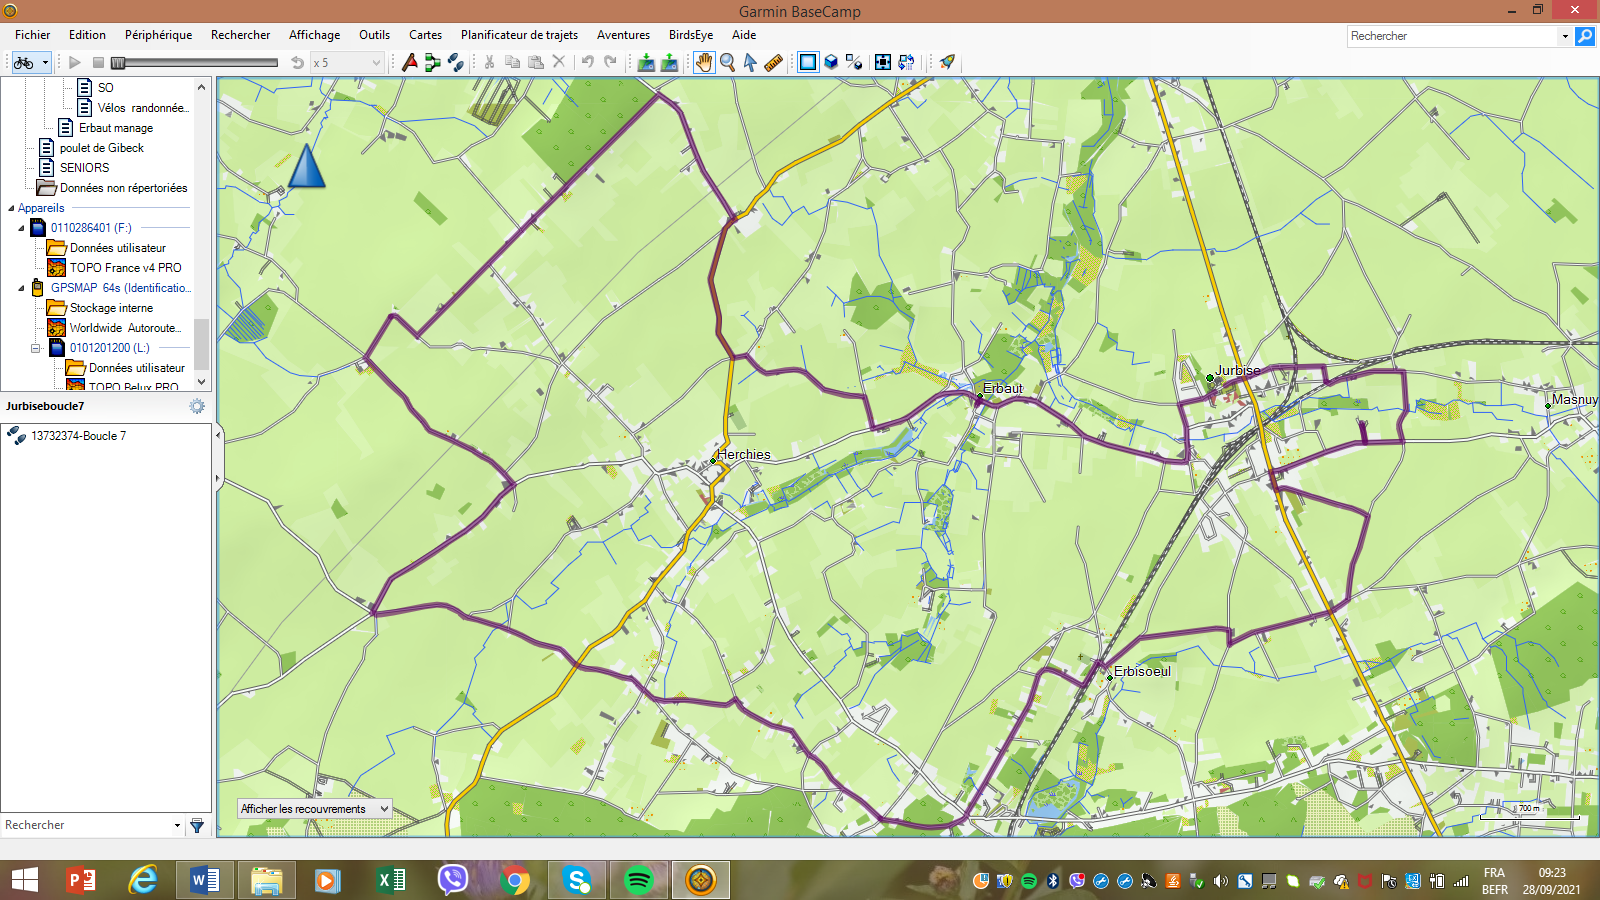 Garmin BaseCamp
Fichier Edition Périphérique Rechercher Affichage Outils Cartes Planificateur de trajets Aventures BirdsEye Aide
Rechercher
x 5
SO
Vélos randonnée...
Erbaut manage
poulet de Gibeck
SENIORS
Données non répertoriées
Appareils
0110286401 (F:)
Données utilisateur
TOPO France v4 PRO
GPSMAP 64s (Identificatio...
Stockage interne
Worldwide Autoroute...
0101201200 (L:)
Données utilisateur
TOPO Belux PRO
Jurbiseboucle7
13732374-Boucle 7
Rechercher
Jurbise
Erbaut
Masnuy
Herchies
Erbisoeul
Afficher les recouvrements
700 m
FRA
BEFR
09:23
28/09/2021